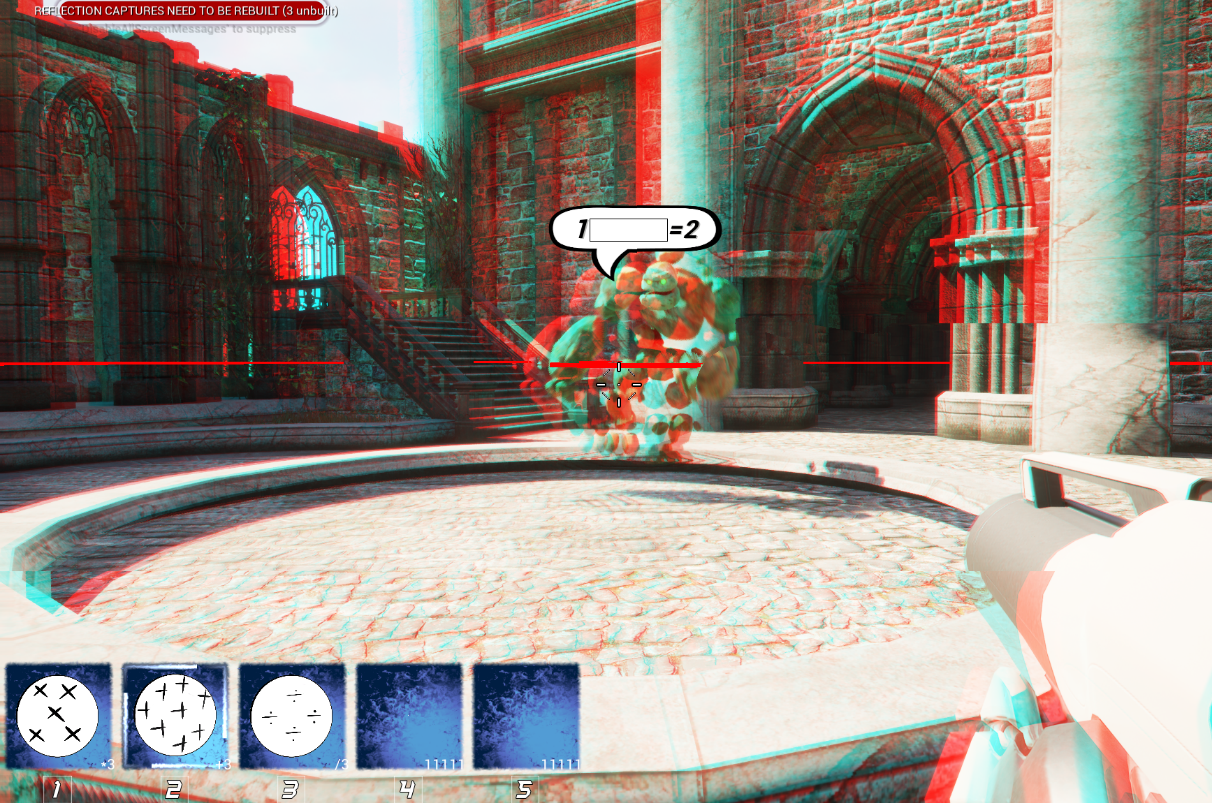 REFLECTION CAPTURES NEED TO BE REBUILT (3 unbuilt)
ScreenMessages' to suppress
1 =2
*3 +3 /3 11111 11111
1 2 3 4 5